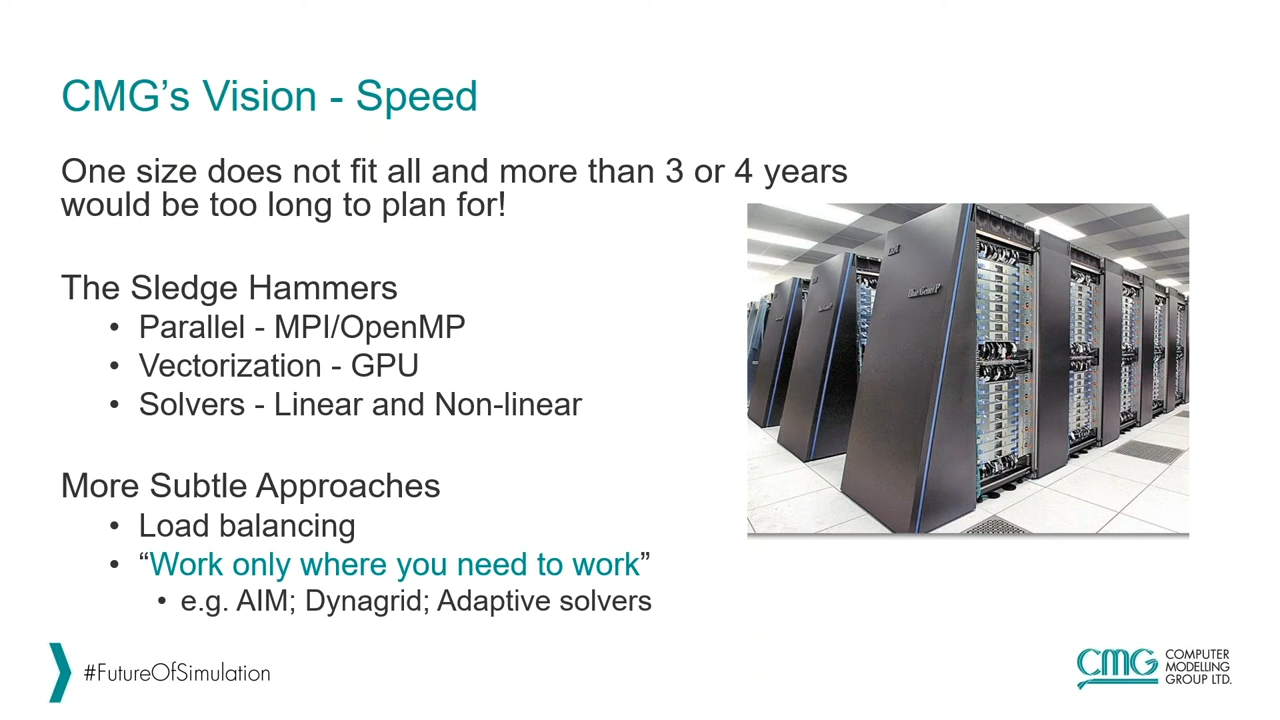 CMG’s Vision - Speed
One size does not fit all and more than 3 or 4 years
would be too long to plan for!
The Sledge Hammers
• Parallel - MPI/OpenMP
• Vectorization - GPU
• Solvers - Linear and Non-linear
More Subtle Approaches
• Load balancing
• “Work only where you need to work”
• e.g. AIM; Dynagrid; Adaptive solvers
IBM
Blue Gene/P
#FutureOfSimulation
CMG
COMPUTER
MODELLING
GROUP LTD.